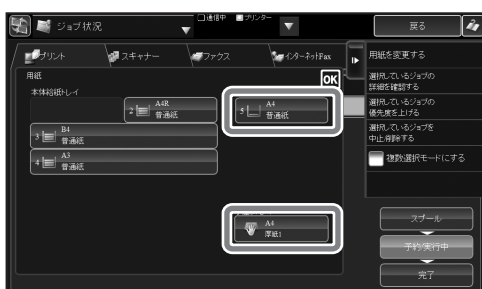 ジョブ状況
通信中
プリンター
戻る
プリント
スキャナー
ファクス
インターネットFax
用紙
OK
本体給紙トレイ
2 A4R
普通紙
5 A4
普通紙
3 B4
普通紙
4 A3
普通紙
A4
厚紙1
用紙を変更する
選択しているジョブの
詳細を確認する
選択しているジョブの
優先度を上げる
選択しているジョブを
中止/削除する
複数選択モードにする
スプール
予約/実行中
完了